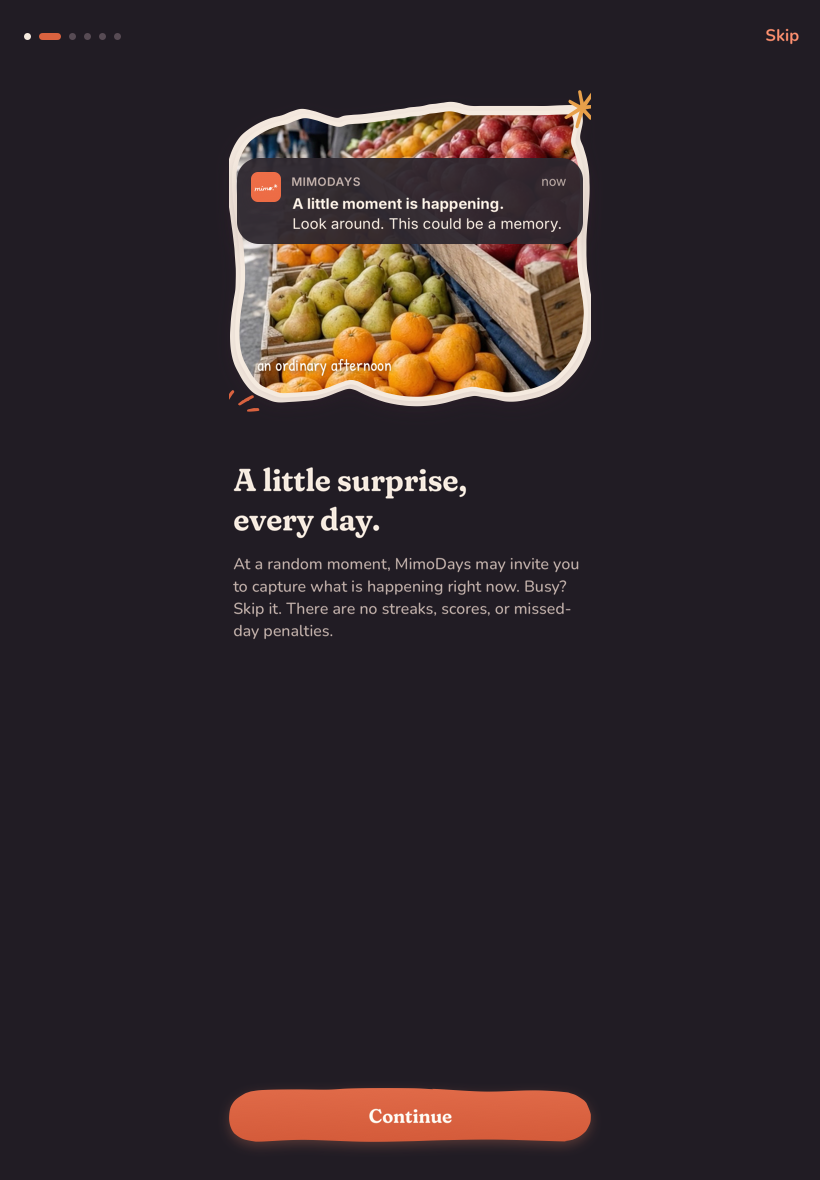 Skip
mimo
MIMODAYS
now
A little moment is happening.
Look around. This could be a memory.
an ordinary afternoon
A little surprise,
every day.
At a random moment, MimoDays may invite you
to capture what is happening right now. Busy?
Skip it. There are no streaks, scores, or missed-
day penalties.
Continue